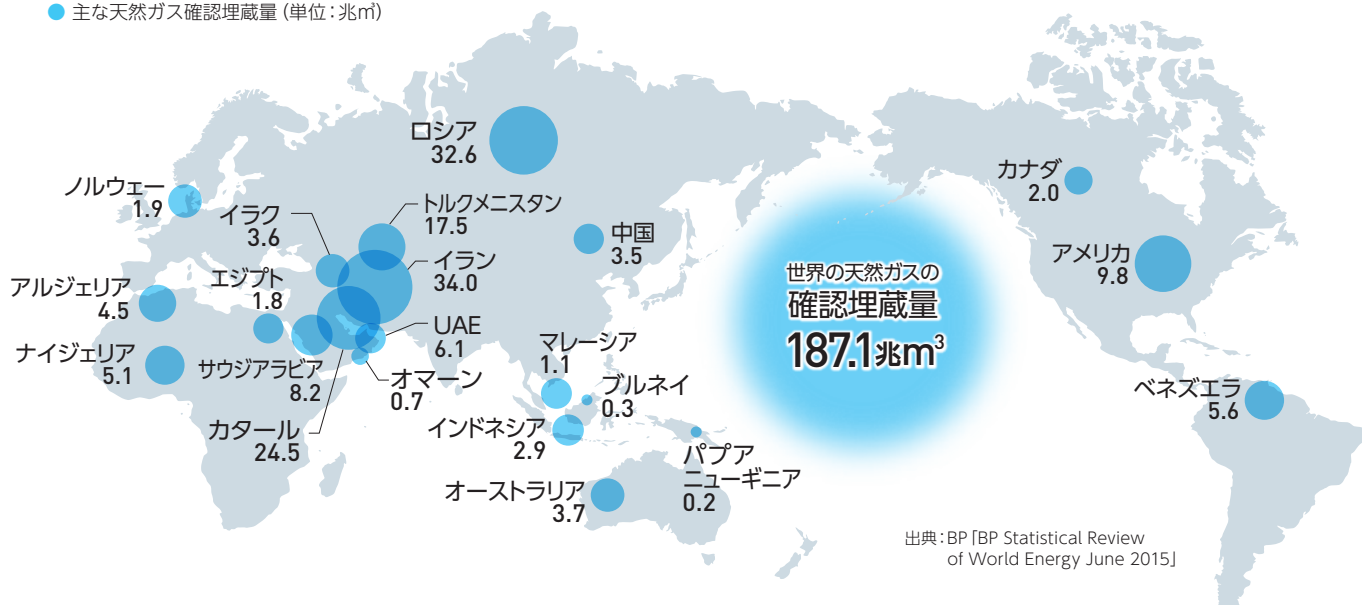 主な天然ガス確認埋蔵量 (単位：兆㎥)
ロシア
32.6
ノルウェー
1.9
イラク
3.6
トルクメニスタン
17.5
中国
3.5
イラン
34.0
エジプト
1.8
アルジェリア
4.5
UAE
6.1
ナイジェリア
5.1
サウジアラビア
8.2
オマーン
0.7
マレーシア
1.1
ブルネイ
0.3
カタール
24.5
インドネシア
2.9
パプア
ニューギニア
0.2
オーストラリア
3.7
世界の天然ガスの
確認埋蔵量
187.1兆m³
カナダ
2.0
アメリカ
9.8
ベネズエラ
5.6
出典：BP「BP Statistical Review
of World Energy June 2015」